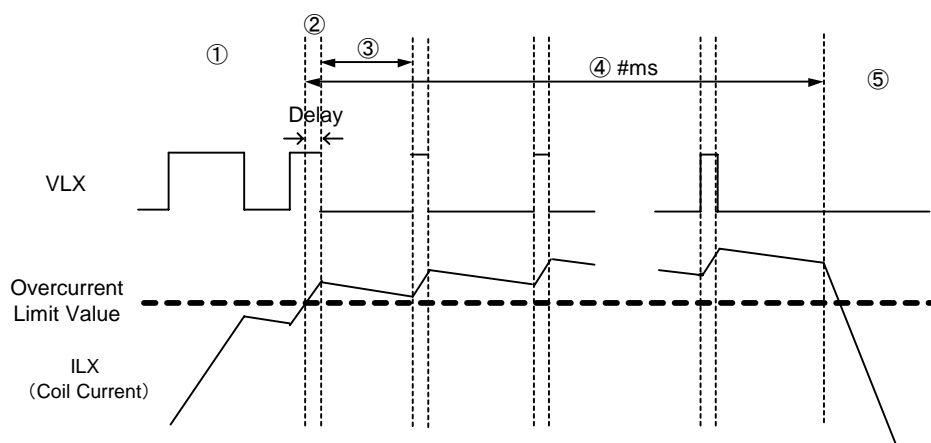 ①
②
③
④ #ms
⑤
Delay
VLX
Overcurrent
Limit Value
ILX
（Coil Current）